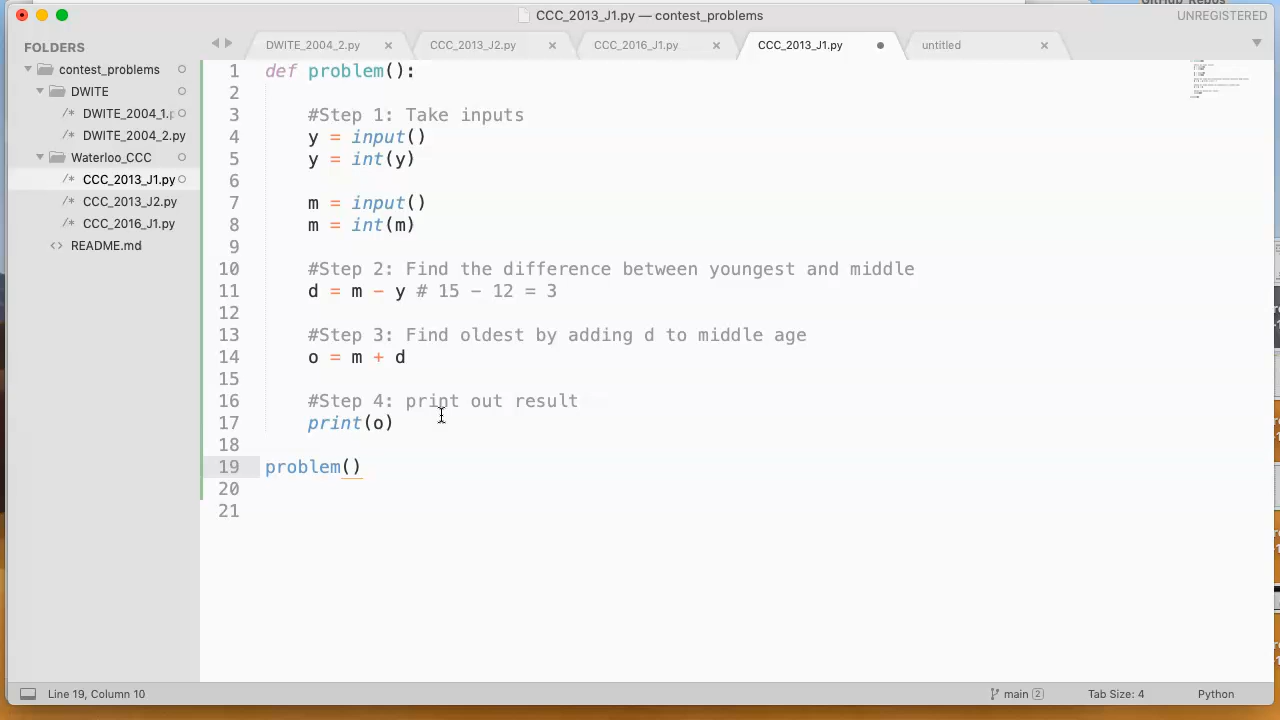 GitHub_Repos
CCC_2013_J1.py — contest_problems
UNREGISTERED
FOLDERS
contest_problems
DWITE
DWITE_2004_1.p
DWITE_2004_2.py
Waterloo_CCC
CCC_2013_J1.py
CCC_2013_J2.py
CCC_2016_J1.py
README.md
DWITE_2004_2.py
CCC_2013_J2.py
CCC_2016_J1.py
CCC_2013_J1.py
untitled
1 def problem():
2
3 #Step 1: Take inputs
4 y = input()
5 y = int(y)
6
7 m = input()
8 m = int(m)
9
10 #Step 2: Find the difference between youngest and middle
11 d = m - y # 15 - 12 = 3
12
13 #Step 3: Find oldest by adding d to middle age
14 o = m + d
15
16 #Step 4: print out result
17 print(o)
18
19 problem()
20
21
Line 19, Column 10
main 2
Tab Size: 4
Python